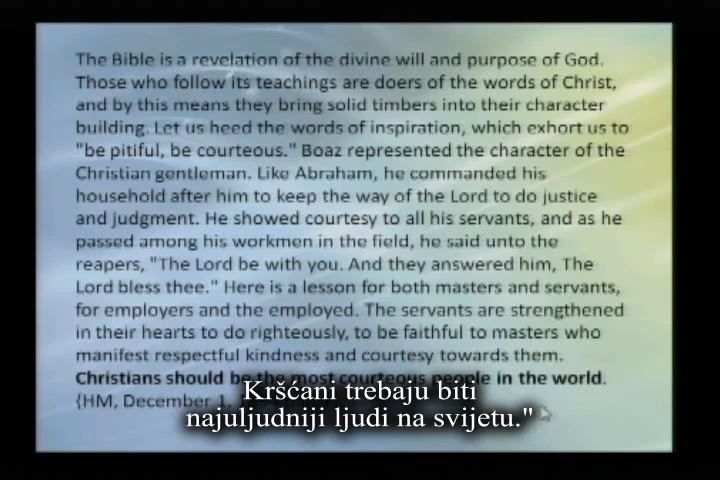 The Bible is a revelation of the divine will and purpose of God.
Those who follow its teachings are doers of the words of Christ,
and by this means they bring solid timbers into their character
building. Let us heed the words of inspiration, which exhort us to
"be pitiful, be courteous." Boaz represented the character of the
Christian gentleman. Like Abraham, he commanded his
household after him to keep the way of the Lord to do justice
and judgment. He showed courtesy to all his servants, and as he
passed among his workmen in the field, he said unto the
reapers, "The Lord be with you. And they answered him, The
Lord bless thee." Here is a lesson for both masters and servants,
for employers and the employed. The servants are strengthened
in their hearts to do righteously, to be faithful to masters who
manifest respectful kindness and courtesy towards them.
Christians should be the most courteous people in the world.
{HM, December 1,
Kršćani trebaju biti
najuljudniji ljudi na svijetu."